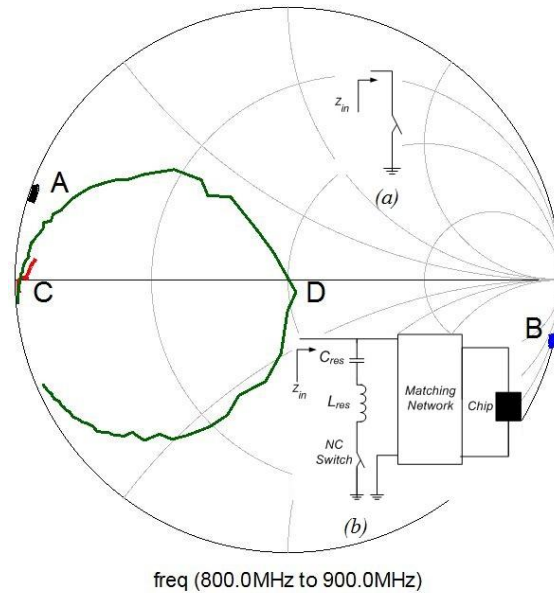 Z_in
(a)
A
C
D
B
Z_in
C_res
L_res
NC
Switch
Matching
Network
Chip
(b)
freq (800.0MHz to 900.0MHz)